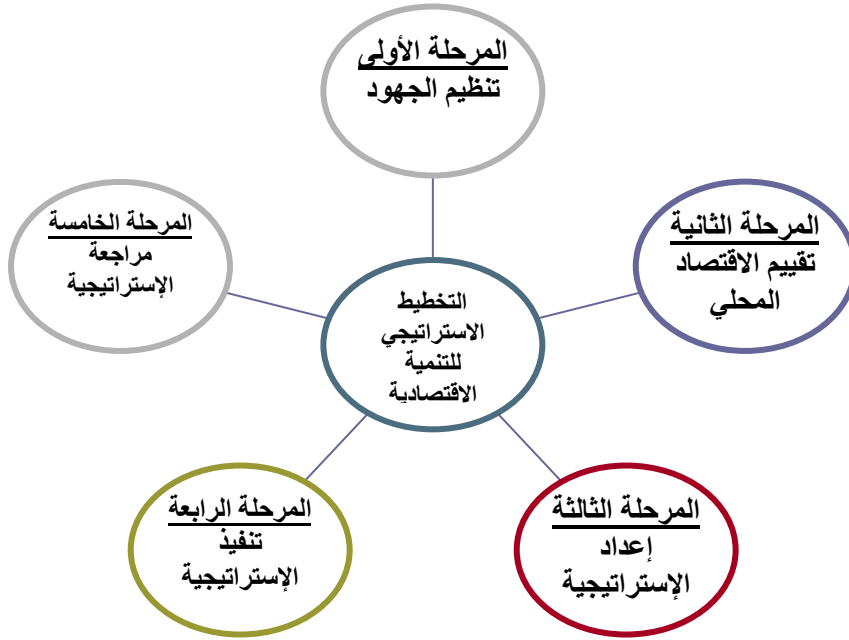 المرحلة الأولى
تنظيم الجهود
المرحلة الثانية
تقييم الاقتصاد
المحلي
المرحلة الثالثة
إعداد
الإستراتيجية
المرحلة الرابعة
تنفيذ
الإستراتيجية
المرحلة الخامسة
مراجعة
الإستراتيجية
التخطيط
الاستراتيجي
للتنمية
الاقتصادية